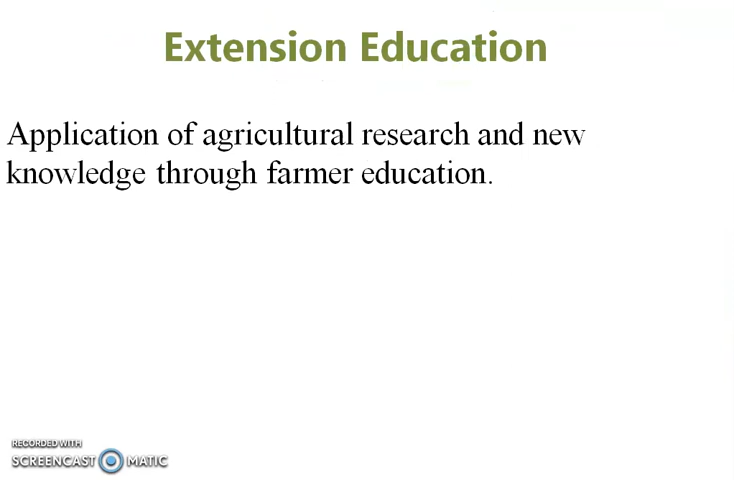 Extension Education
Application of agricultural research and new
knowledge through farmer education.
RECORDED WITH
SCREENCAST MATIC